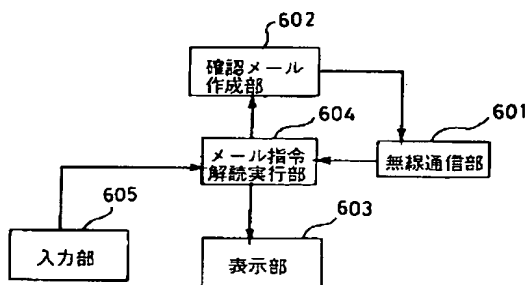 602
確認メール
作成部
604
601
メール指令
解読実行部
無線通信部
605
603
入力部
表示部